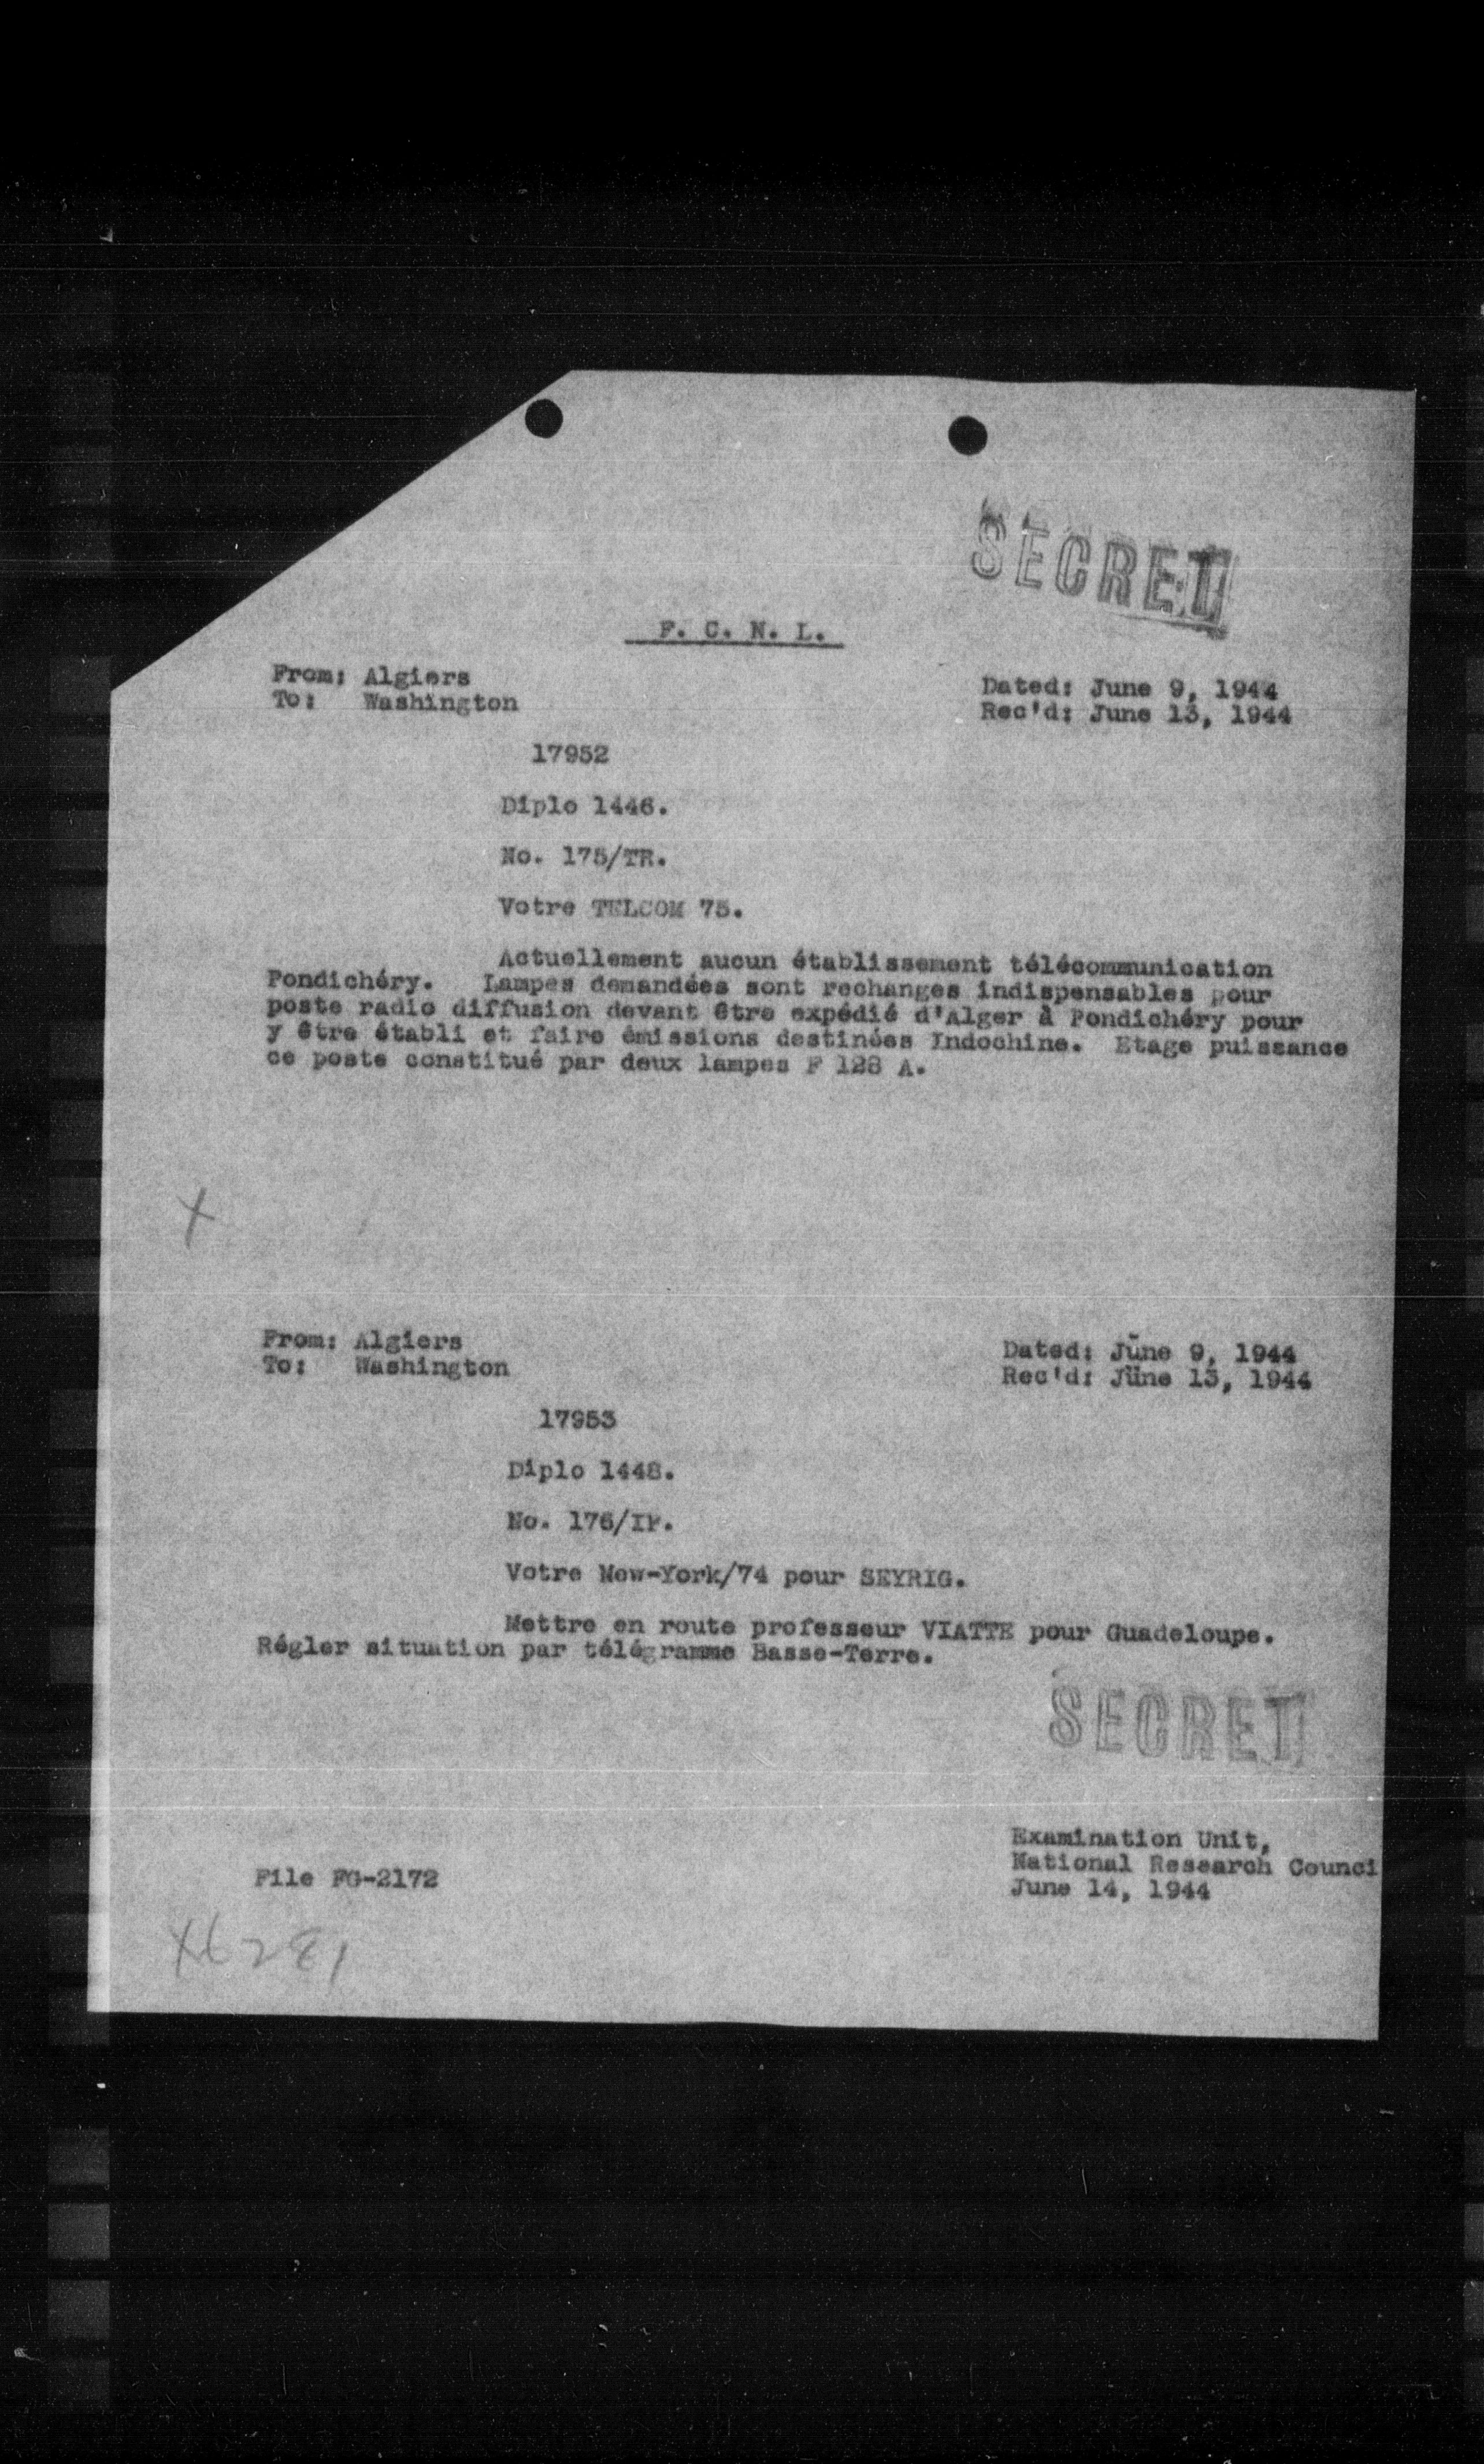 SECRET
F. C. N. L.
From: Algiers
To: Washington
Dated: June 9, 1944
Rec'd: June 13, 1944
17952
Diplo 1446.
No. 175/TR.
Votre TELCOM 75.
Actuellement aucun établissement télécommunication
Pondichéry. Lampes demandées sont rechanges indispensables pour
poste radio diffusion devant être expédié d'Alger à Pondichéry pour
y être établi et faire émissions destinées Indochine. Etage puissance
ce poste constitué par deux lampes F 128 A.
X
From: Algiers
To: Washington
Dated: June 9, 1944
Rec'd: June 13, 1944
17953
Diplo 1448.
No. 176/IP.
Votre New-York/74 pour SEYRIG.
Mettre en route professeur VIATTE pour Guadeloupe.
Régler situation par télégramme Basse-Terre.
SECRET
Examination Unit,
National Research Counci
June 14, 1944
File FG-2172